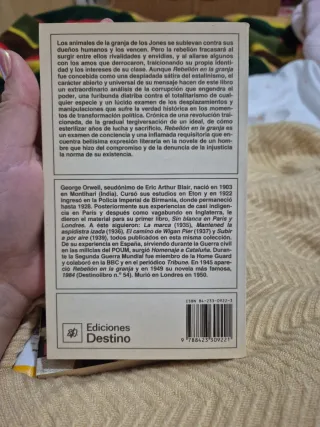 Los animales de la granja de los Jones se sublevan contra sus
dueños humanos y los vencen. Pero la rebelión fracasará al
surgir entre ellos rivalidades y envidias, y al aliarse algunos
con los amos que derrocaron, traicionando su propia identi-
dad y los intereses de su clase. Aunque Rebelión en la granja
fue concebida como una despiadada sátira del estalinismo, el
carácter abierto y universal de su mensaje hacen de este libro
un extraordinario análisis de la corrupción que engendra el
poder, una furibunda diatriba contra el totalitarismo de cual-
quier especie y un lúcido examen de los desplazamientos y
manipulaciones que sufre la verdad histórica en los momen-
tos de transformación política. Crónica de una revolución trai-
cionada, de la gradual tergiversación de un ideal, de cómo
esterilizar años de lucha y sacrificio, Rebelión en la granja es
un examen de conciencia y una inflamada requisitoria que en-
cuentra bellísima expresión literaria en la novela de un hom-
bre que hizo del compromiso y de la denuncia de la injusticia
la norma de su existencia.
George Orwell, seudónimo de Eric Arthur Blair, nació en 1903
en Montihari (India). Cursó sus estudios en Eton y en 1922
ingresó en la Policía Imperial de Birmania, donde permaneció
hasta 1928. Posteriormente sus experiencias de casi indigen-
cia en París y después como vagabundo en Inglaterra, le
dieron el material para su primer libro, Sin blanca en París y
Londres. A éste siguieron: La marca (1935), Mantened la
aspidistra izada (1936), El camino de Wigan Pier (1937) y Subir
a por aire (1939), todos publicados en esta misma colección.
De su experiencia en España, sirviendo durante la Guerra civil
en las milicias del POUM, surgió Homenaje a Cataluña. Duran-
te la Segunda Guerra Mundial fue miembro de la Home Guard
y colaboró en la BBC y en el periódico Tribune. En 1945 apare-
ció Rebelión en la granja y en 1949 su novela más famosa,
1984 (Destinolibro n.° 54). Murió en Londres en 1950.
Ediciones
Destino
ISBN 84-233-0922-3
9 788423 309221